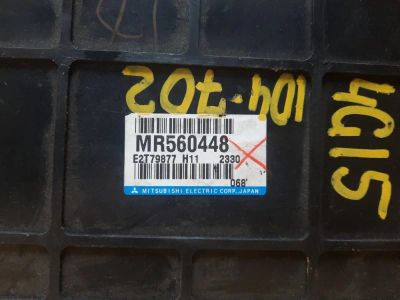 104-702
4G15
MR560448
E2T79877 H11 2330
068'
MITSUBISHI ELECTRIC CORP. JAPAN